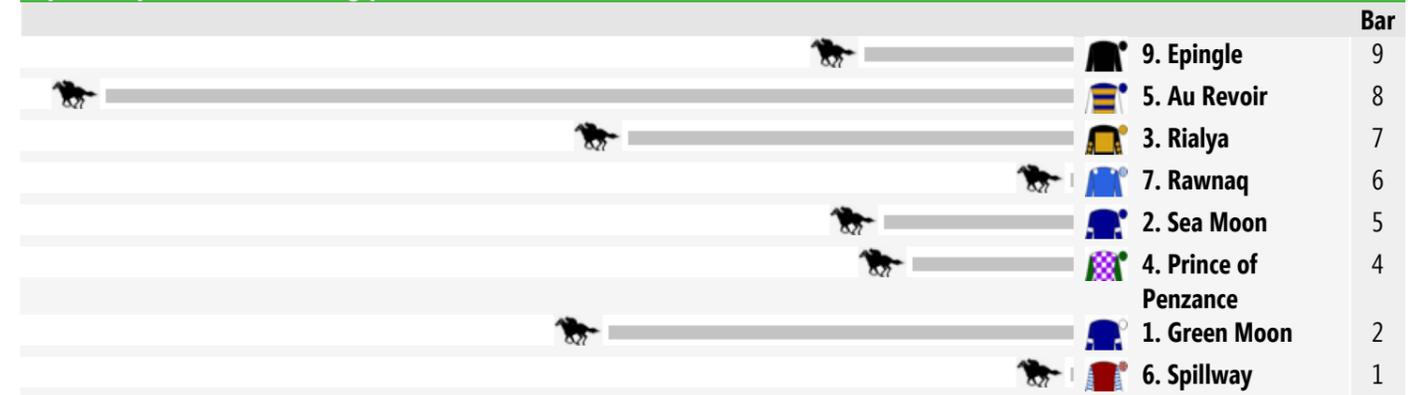 Bar
9. Epingle 9
5. Au Revoir 8
3. Rialya 7
7. Rawnaq 6
2. Sea Moon 5
4. Prince of 4
Penzance
1. Green Moon 2
6. Spillway 1